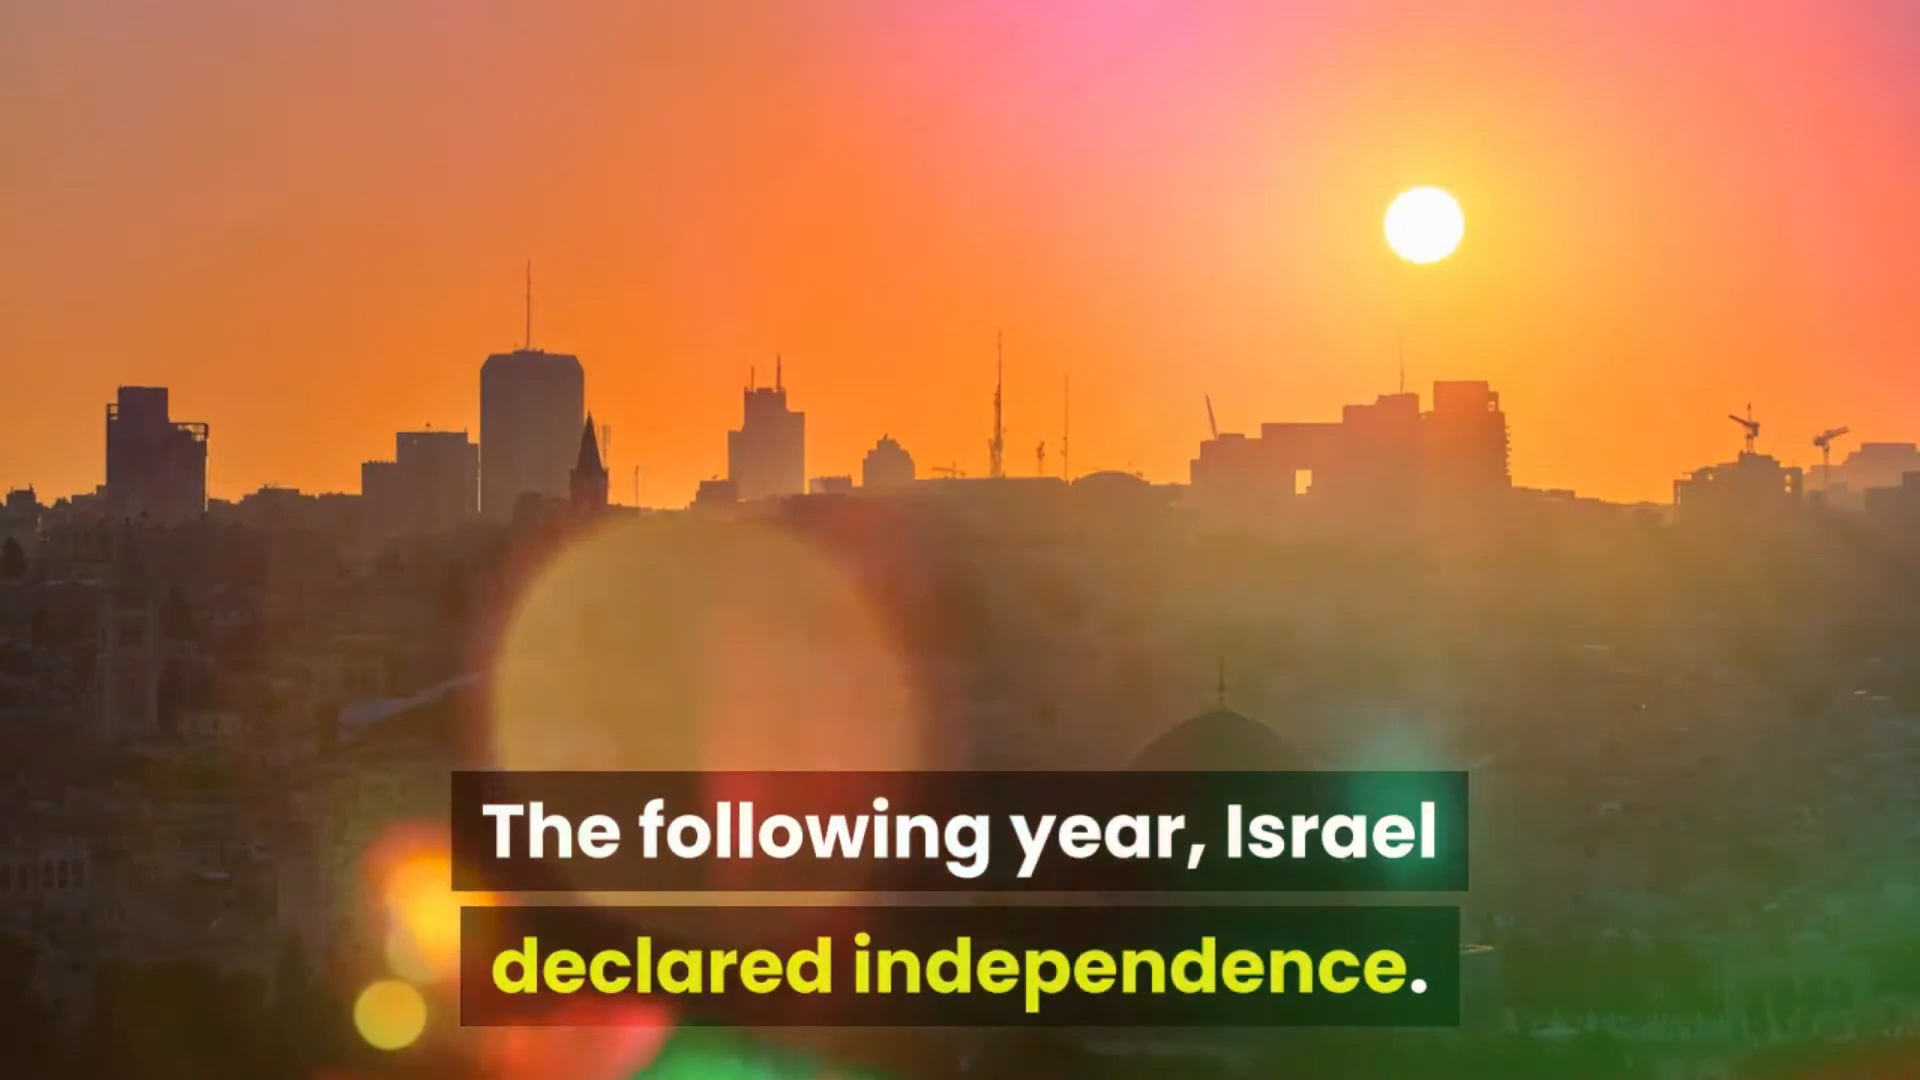 The following year, Israel
declared independence.